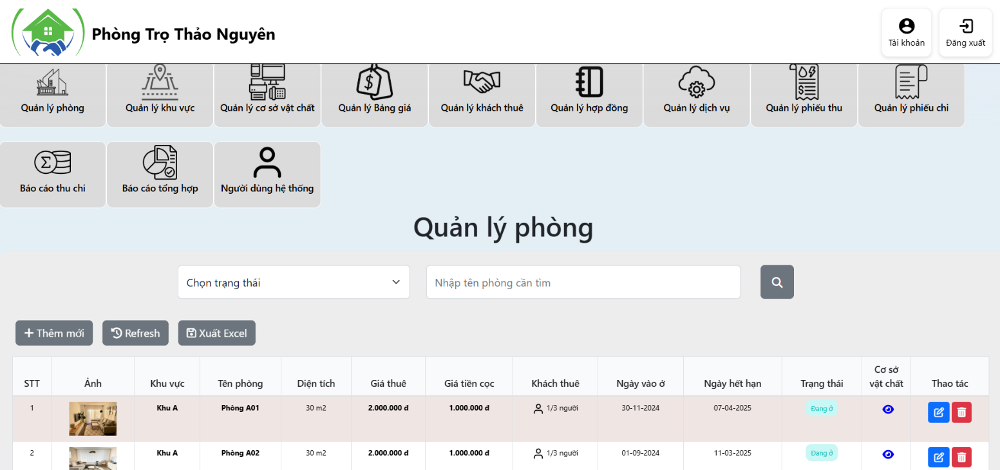 Phòng Trọ Thảo Nguyên
Tài khoản
Đăng xuất
Quản lý phòng
Quản lý khu vực
Quản lý cơ sở vật chất
Quản lý Bảng giá
Quản lý khách thuê
Quản lý hợp đồng
Quản lý dịch vụ
Quản lý phiếu thu
Quản lý phiếu chi
Báo cáo thu chi
Báo cáo tổng hợp
Người dùng hệ thống
Quản lý phòng
Chọn trạng thái
Nhập tên phòng cần tìm
Thêm mới
Refresh
Xuất Excel
STT Ảnh Khu vực Tên phòng Diện tích Giá thuê Giá tiền cọc Khách thuê Ngày vào ở Ngày hết hạn Trạng thái Cơ sở vật chất Thao tác
1 Khu A Phòng A01 30 m2 2.000.000 đ 1.000.000 đ 1/3 người 30-11-2024 07-04-2025 Đang ở
2 Khu A Phòng A02 30 m2 2.000.000 đ 1.000.000 đ 1/3 người 01-09-2024 11-03-2025 Đang ở